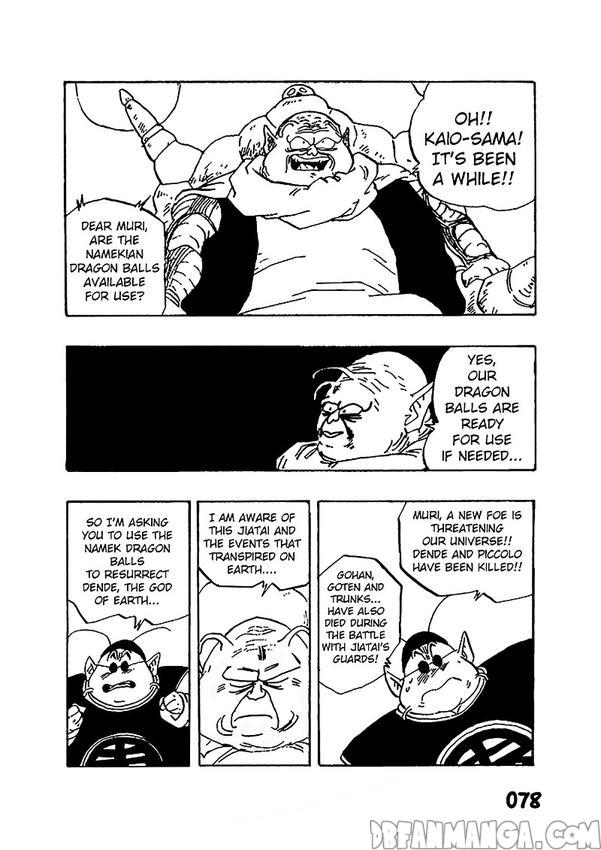 OH!!
KAIO-SAMA!
IT'S BEEN
A WHILE!!
DEAR MURI,
ARE THE
NAMEKIAN
DRAGON BALLS
AVAILABLE
FOR USE?
YES,
OUR
DRAGON
BALLS ARE
READY
FOR USE
IF NEEDED...
MURI, A NEW FOE IS
THREATENING
OUR UNIVERSE!!
DENDE AND PICCOLO
HAVE BEEN KILLED!!
GOHAN,
GOTEN AND
TRUNKS...
HAVE ALSO
DIED DURING
THE BATTLE
WITH JIATAI'S
GUARDS!
I AM AWARE OF
THIS JIATAI AND
THE EVENTS THAT
TRANSPIRED ON
EARTH....
SO I'M ASKING
YOU TO USE THE
NAMEK DRAGON
BALLS
TO RESURRECT
DENDE, THE GOD
OF EARTH...
078
DBFANMANGA.COM